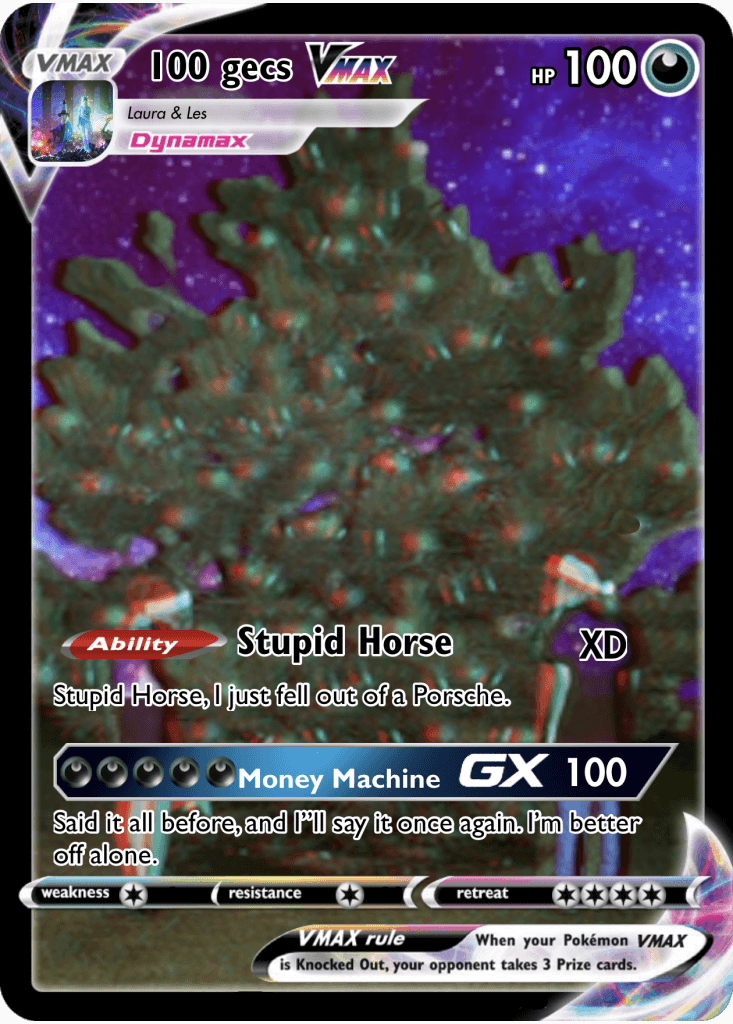 VMAX 100 gecs VMAX HP 100
Laura & Les
Dynamax
Ability Stupid Horse XD
Stupid Horse, I just fell out of a Porsche.
Money Machine GX 100
Said it all before, and I"ll say it once again. I'm better
off alone.
weakness resistance retreat
VMAX rule When your Pokémon VMAX
is Knocked Out, your opponent takes 3 Prize cards.